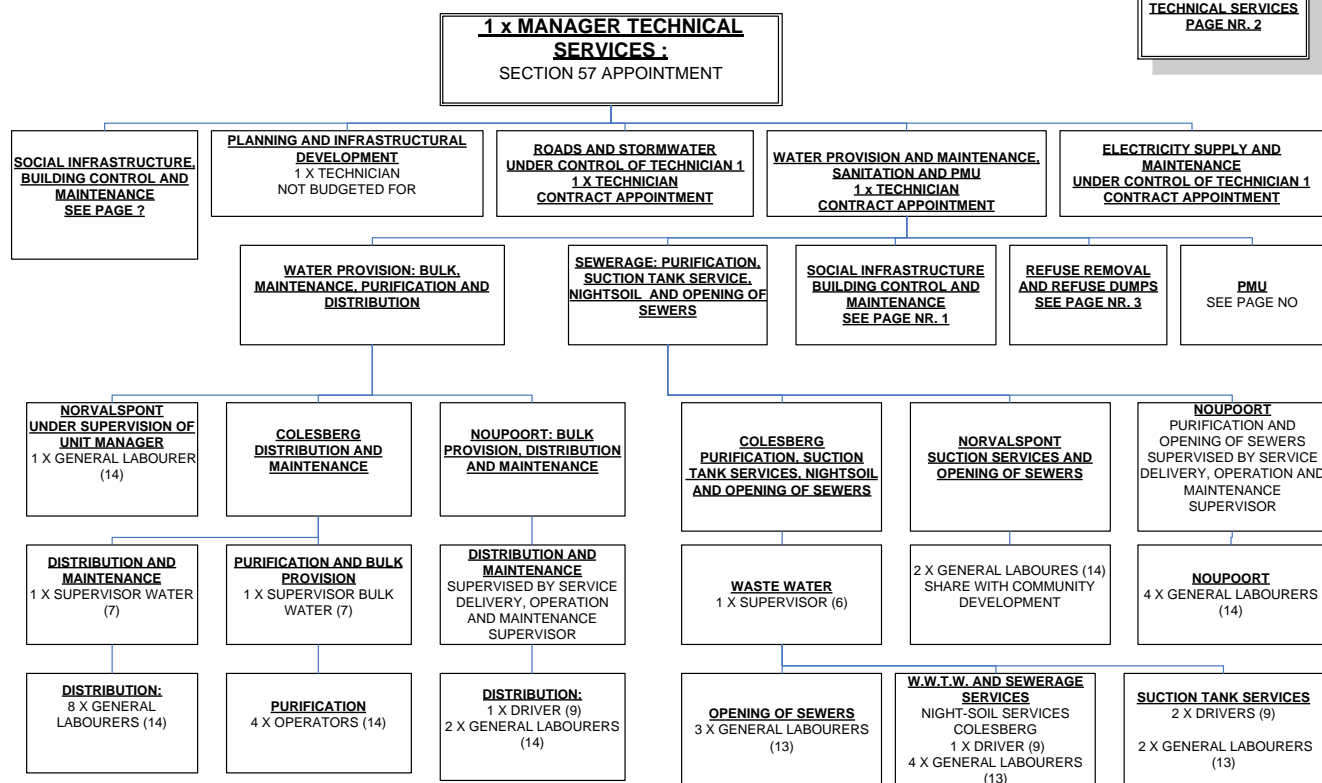 TECHNICAL SERVICES
PAGE NR. 2
1 x MANAGER TECHNICAL
SERVICES :
SECTION 57 APPOINTMENT
SOCIAL INFRASTRUCTURE,
BUILDING CONTROL AND
MAINTENANCE
SEE PAGE ?
PLANNING AND INFRASTRUCTURAL
DEVELOPMENT
1 X TECHNICIAN
NOT BUDGETED FOR
ROADS AND STORMWATER
UNDER CONTROL OF TECHNICIAN 1
1 X TECHNICIAN
CONTRACT APPOINTMENT
WATER PROVISION AND MAINTENANCE,
SANITATION AND PMU
1 x TECHNICIAN
CONTRACT APPOINTMENT
ELECTRICITY SUPPLY AND
MAINTENANCE
UNDER CONTROL OF TECHNICIAN 1
CONTRACT APPOINTMENT
WATER PROVISION: BULK,
MAINTENANCE, PURIFICATION AND
DISTRIBUTION
SEWERAGE: PURIFICATION,
SUCTION TANK SERVICE,
NIGHTSOIL AND OPENING OF
SEWERS
SOCIAL INFRASTRUCTURE
BUILDING CONTROL AND
MAINTENANCE
SEE PAGE NR. 1
REFUSE REMOVAL
AND REFUSE DUMPS
SEE PAGE NR. 3
PMU
SEE PAGE NO
NORVALSPONT
UNDER SUPERVISION OF
UNIT MANAGER
1 X GENERAL LABOURER
(14)
COLESBERG
DISTRIBUTION AND
MAINTENANCE
NOUPOORT: BULK
PROVISION, DISTRIBUTION
AND MAINTENANCE
COLESBERG
PURIFICATION, SUCTION
TANK SERVICES, NIGHTSOIL
AND OPENING OF SEWERS
NORVALSPONT
SUCTION SERVICES AND
OPENING OF SEWERS
NOUPOORT
PURIFICATION AND
OPENING OF SEWERS
SUPERVISED BY SERVICE
DELIVERY, OPERATION AND
MAINTENANCE
SUPERVISOR
DISTRIBUTION AND
MAINTENANCE
1 X SUPERVISOR WATER
(7)
PURIFICATION AND BULK
PROVISION
1 X SUPERVISOR BULK
WATER (7)
DISTRIBUTION AND
MAINTENANCE
SUPERVISED BY SERVICE
DELIVERY, OPERATION
AND MAINTENANCE
SUPERVISOR
WASTE WATER
1 X SUPERVISOR (6)
2 X GENERAL LABOURES (14)
SHARE WITH COMMUNITY
DEVELOPMENT
NOUPOORT
4 X GENERAL LABOURERS
(14)
DISTRIBUTION:
8 X GENERAL
LABOURERS (14)
PURIFICATION
4 X OPERATORS (14)
DISTRIBUTION:
1 X DRIVER (9)
2 X GENERAL LABOURERS
(14)
OPENING OF SEWERS
3 X GENERAL LABOURERS
(13)
W.W.T.W. AND SEWERAGE
SERVICES
NIGHT-SOIL SERVICES
COLESBERG
1 X DRIVER (9)
4 X GENERAL LABOURERS
(13)
SUCTION TANK SERVICES
2 X DRIVERS (9)
2 X GENERAL LABOURERS
(13)